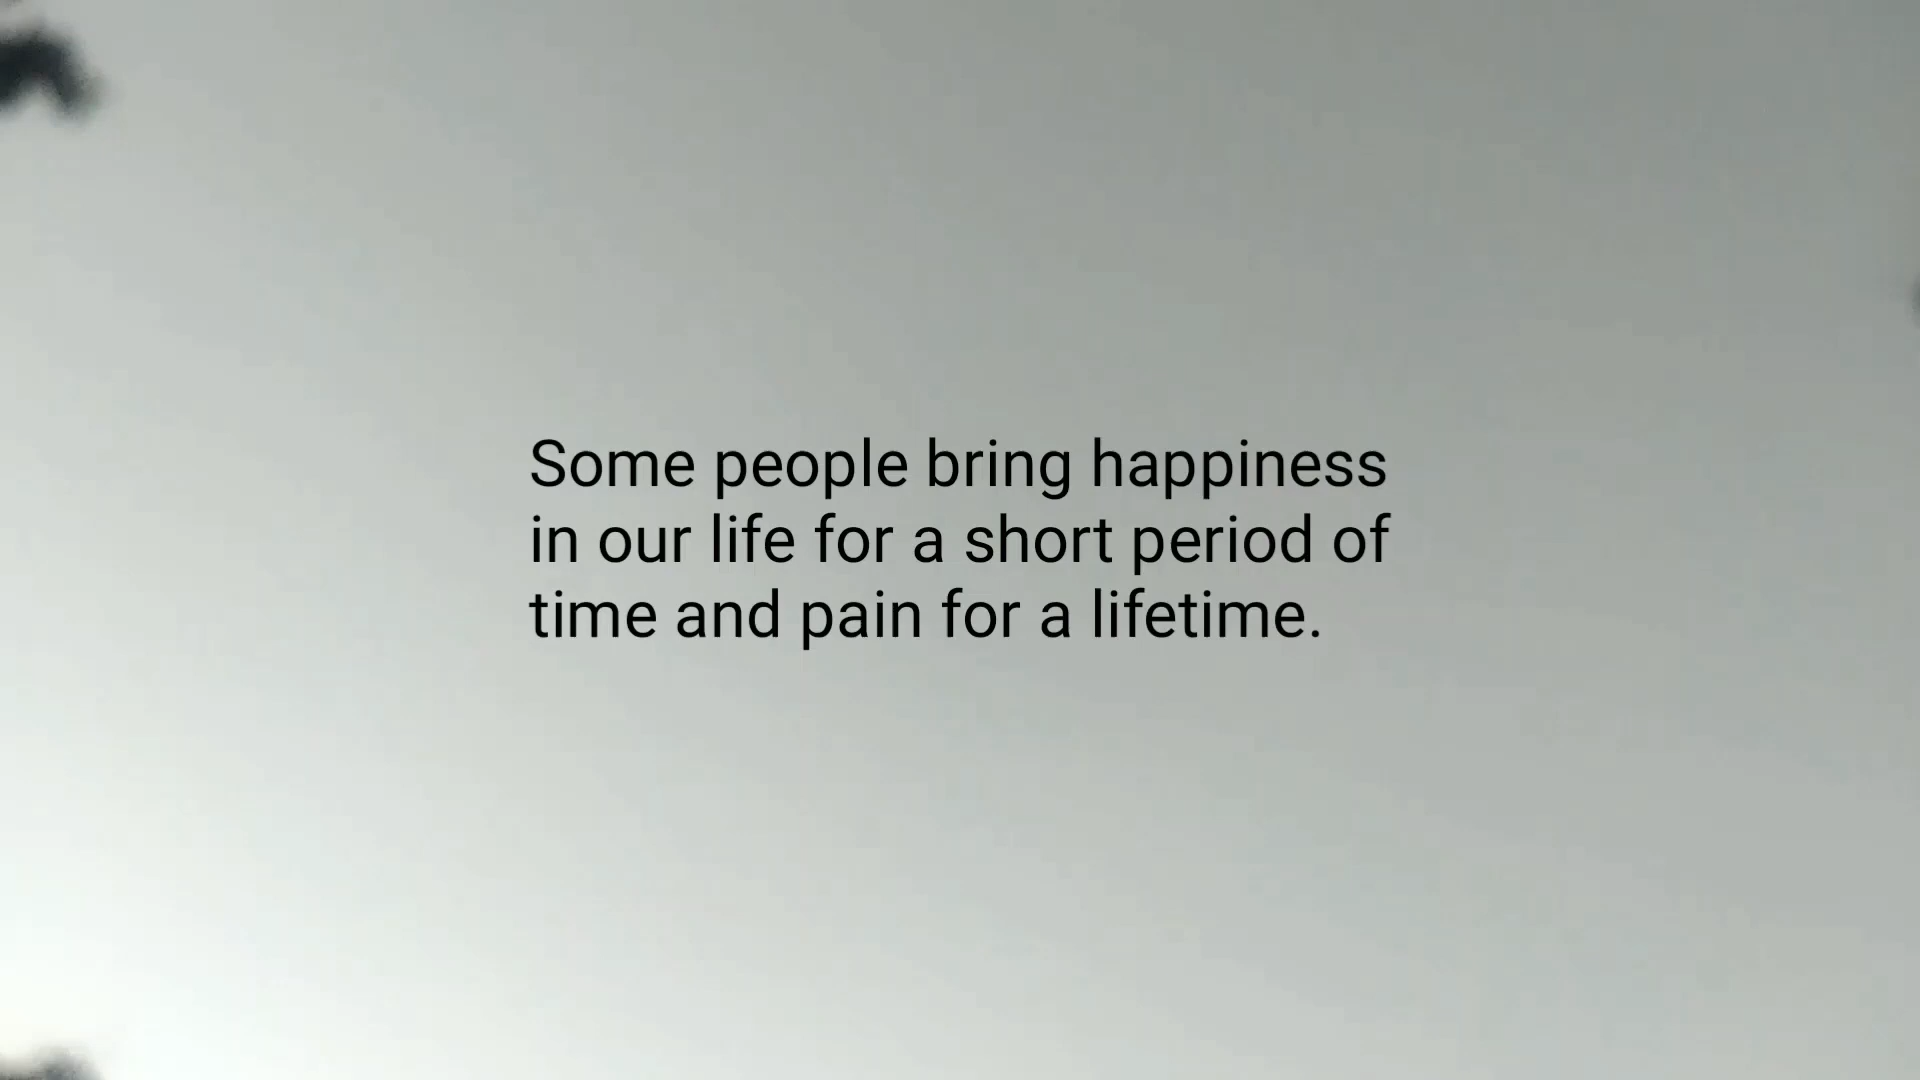 Some people bring happiness
in our life for a short period of
time and pain for a lifetime.